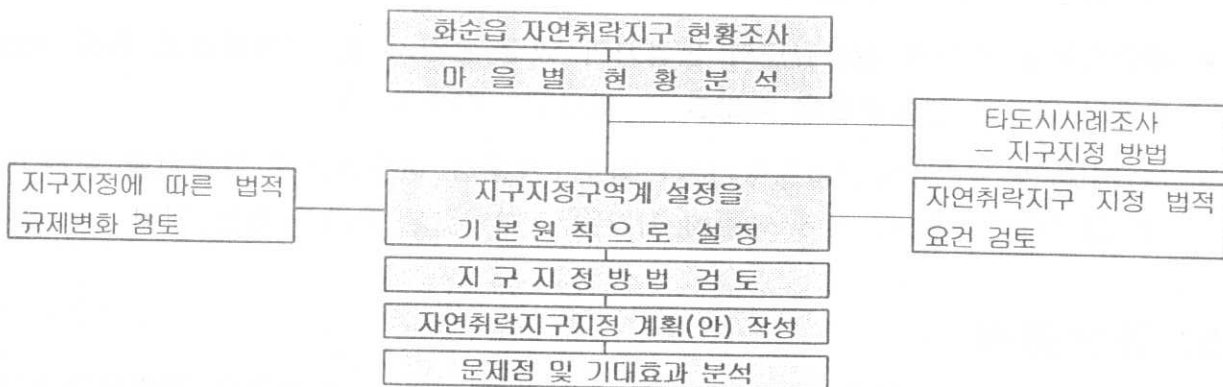 화순읍 자연취락지구 현황조사
마 을 별 현 황 분 석
타도시사례조사
- 지구지정 방법
지구지정에 따른 법적
규제변화 검토
지구지정구역계 설정을
기 본 원 칙 으 로 설 정
자연취락지구 지정 법적
요건 검토
지 구 지 정 방 법 검 토
자연취락지구지정 계획(안) 작성
문제점 및 기대효과 분석